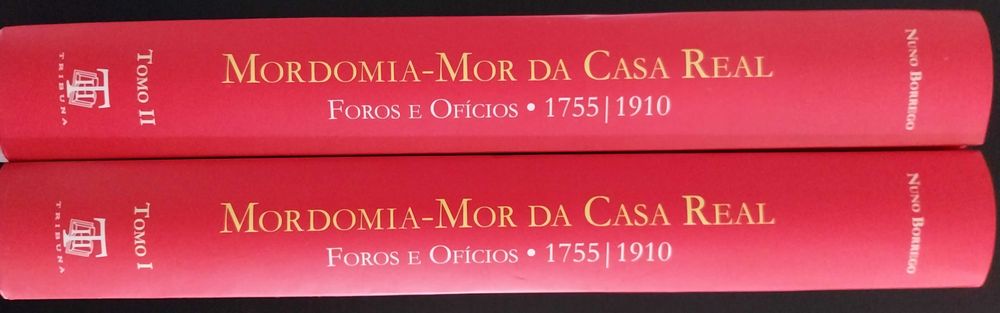 TRIBUNA
TOMO II
MORDOMIA-MOR DA CASA REAL
FOROS E OFÍCIOS • 1755|1910
NUNO BORREGO
TRIBUNA
TOMO I
MORDOMIA-MOR DA CASA REAL
FOROS E OFÍCIOS • 1755|1910
NUNO BORREGO